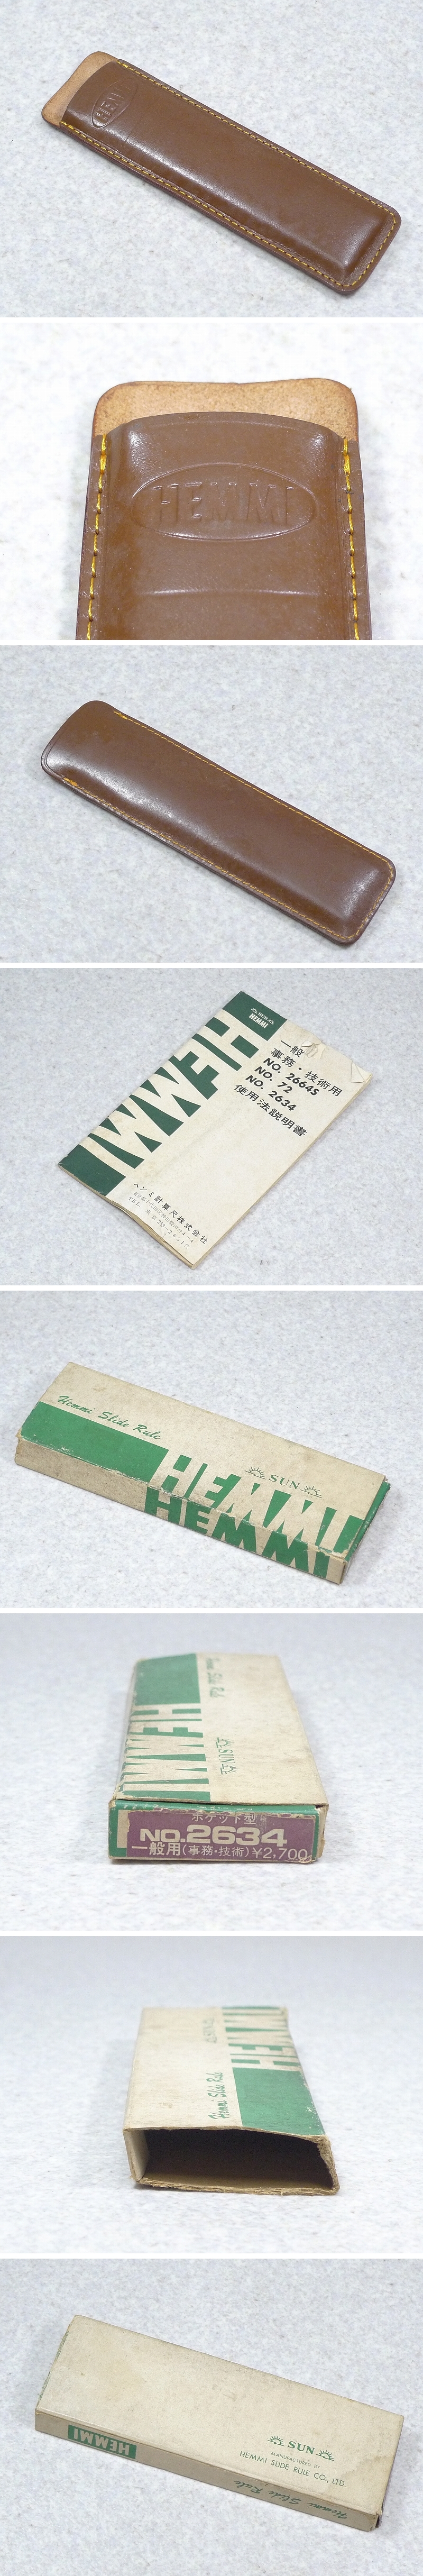 HEMMI
HEMMI
SUN
HEMMI
HEMMI
一般
事務・技術用
NO. 2664S
NO. 72
NO. 2634
使用法説明書
ヘンミ計算尺株式会社
Hemmi Slide Rule
SUN
HEMMI
HEMMI
HEMMI
SUN
ポケット型
NO.2634
一般用(事務・技術)¥2,700
HEMMI
Hemmi Slide Rule
SUN
MANUFACTURED BY
HEMMI SLIDE RULE CO., LTD.
HEMMI
Hemmi Slide Rule